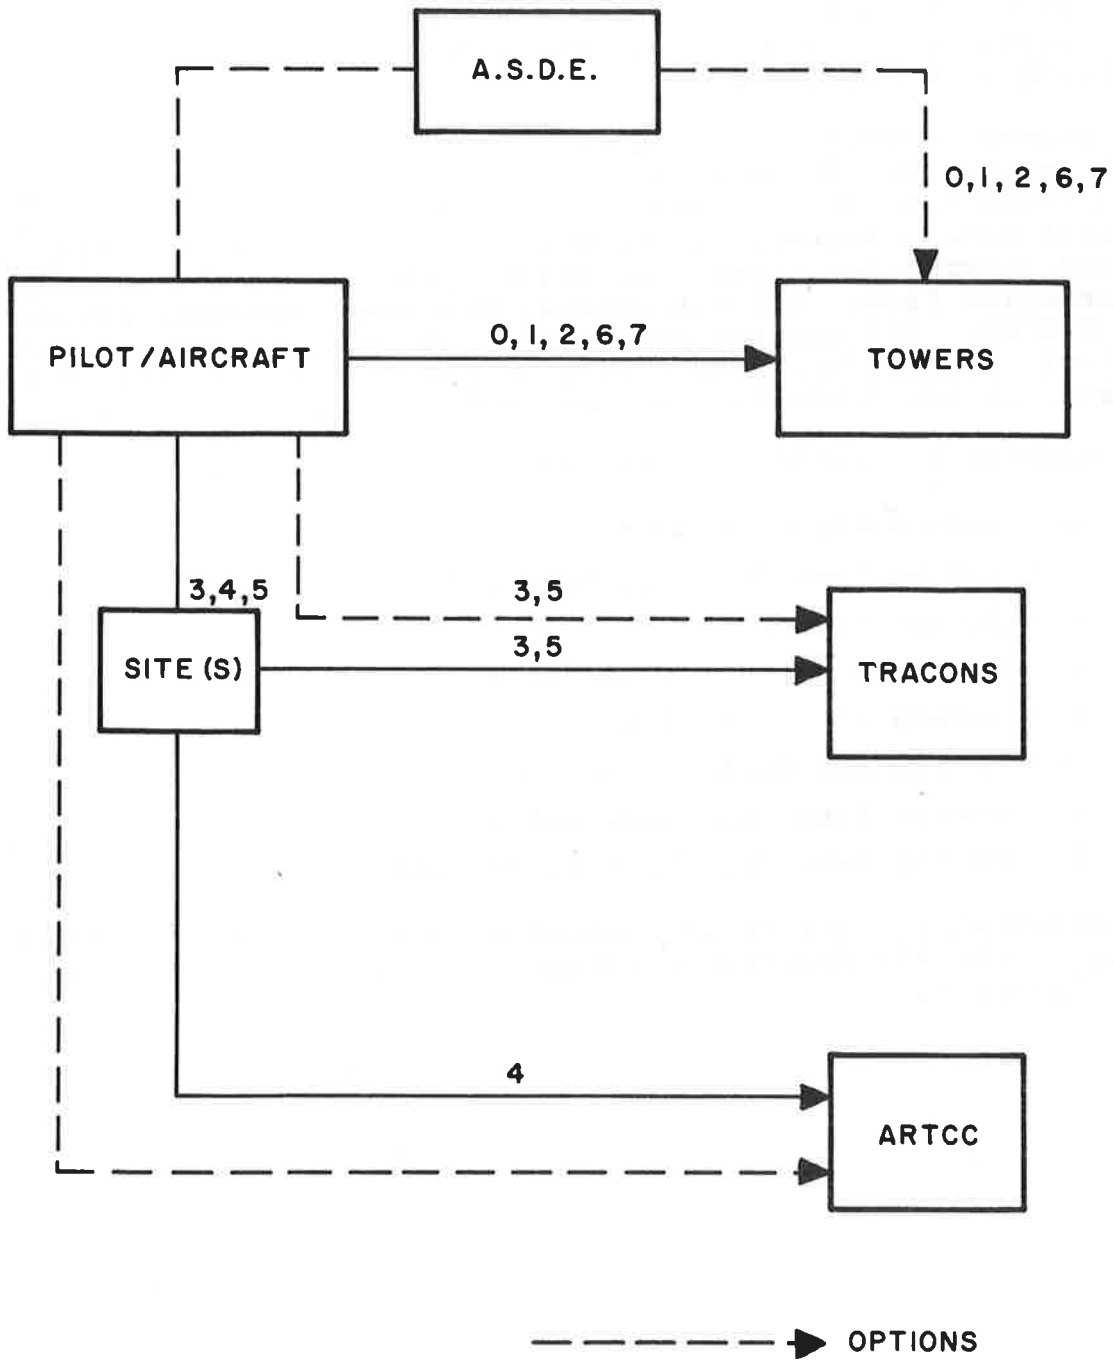 A.S.D.E.
0,1,2,6,7
PILOT/AIRCRAFT
0,1,2,6,7
TOWERS
3,4,5
3,5
3,5
SITE(S)
TRACONS
4
ARTCC
OPTIONS